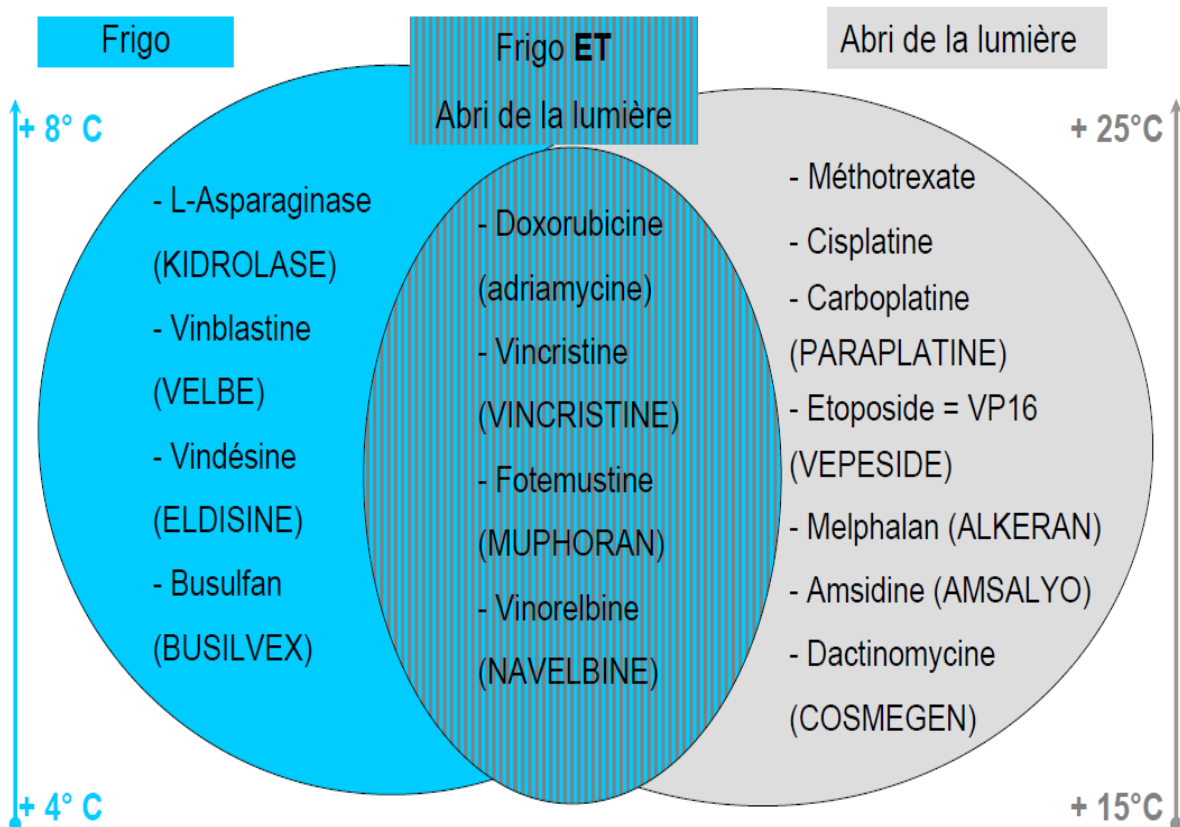 Frigo
Frigo ET
Abri de la lumière
Abri de la lumière
+ 8° C
+ 25°C
- L-Asparaginase
(KIDROLASE)
- Vinblastine
(VELBE)
- Vindésine
(ELDISINE)
- Busulfan
(BUSILVEX)
- Doxorubicine
(adriamycine)
- Vincristine
(VINCRISTINE)
- Fotemustine
(MUPHORAN)
- Vinorelbine
(NAVELBINE)
- Méthotrexate
- Cisplatine
- Carboplatine
(PARAPLATINE)
- Etoposide = VP16
(VEPESIDE)
- Melphalan (ALKERAN)
- Amsidine (AMSALYO)
- Dactinomycine
(COSMEGEN)
+ 4° C
+ 15°C